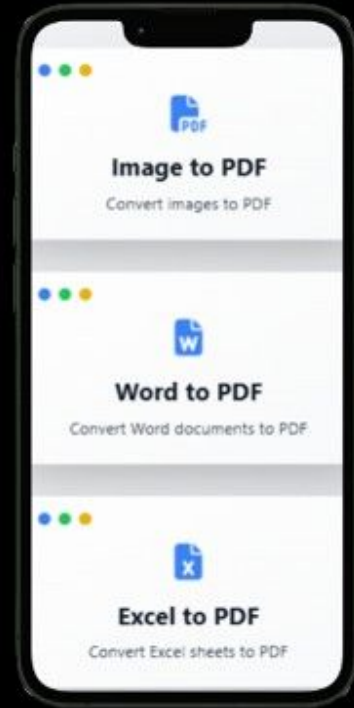 PDF
Image to PDF
Convert images to PDF
W
Word to PDF
Convert Word documents to PDF
X
Excel to PDF
Convert Excel sheets to PDF